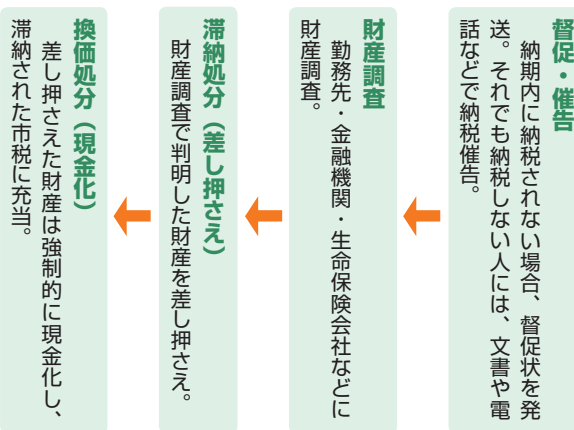 督促・催告
納期内に納税されない場合、督促状を発
送。それでも納税しない人には、文書や電
話などで納税催告。
財産調査
勤務先・金融機関・生命保険会社などに
財産調査。
滞納処分（差し押さえ）
財産調査で判明した財産を差し押さえ。
換価処分（現金化）
差し押さえた財産は強制的に現金化し、
滞納された市税に充当。